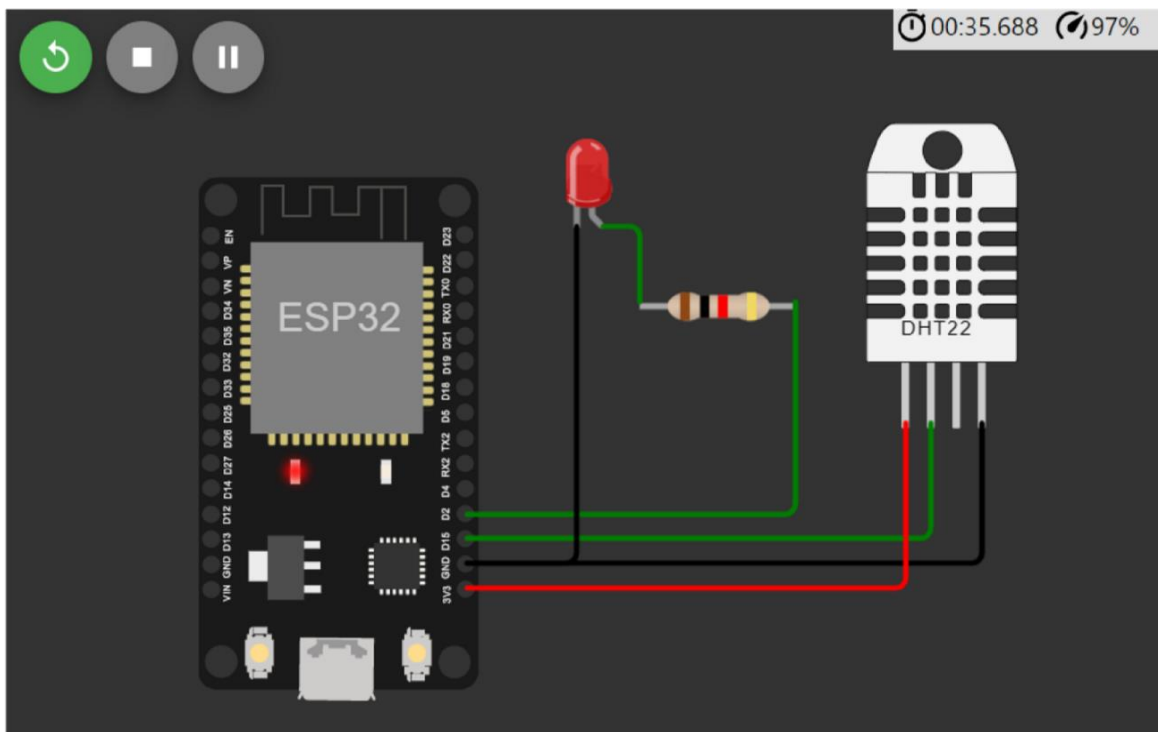 00:35.688 97%
ESP32
EN
VP
VN
D34
D35
D32
D33
D25
D26
D27
D14
D12
D13
GND
VIN
D23
D22
TX0
RX0
D21
D19
D18
D5
TX2
RX2
D4
D2
D15
GND
3V3
DHT22